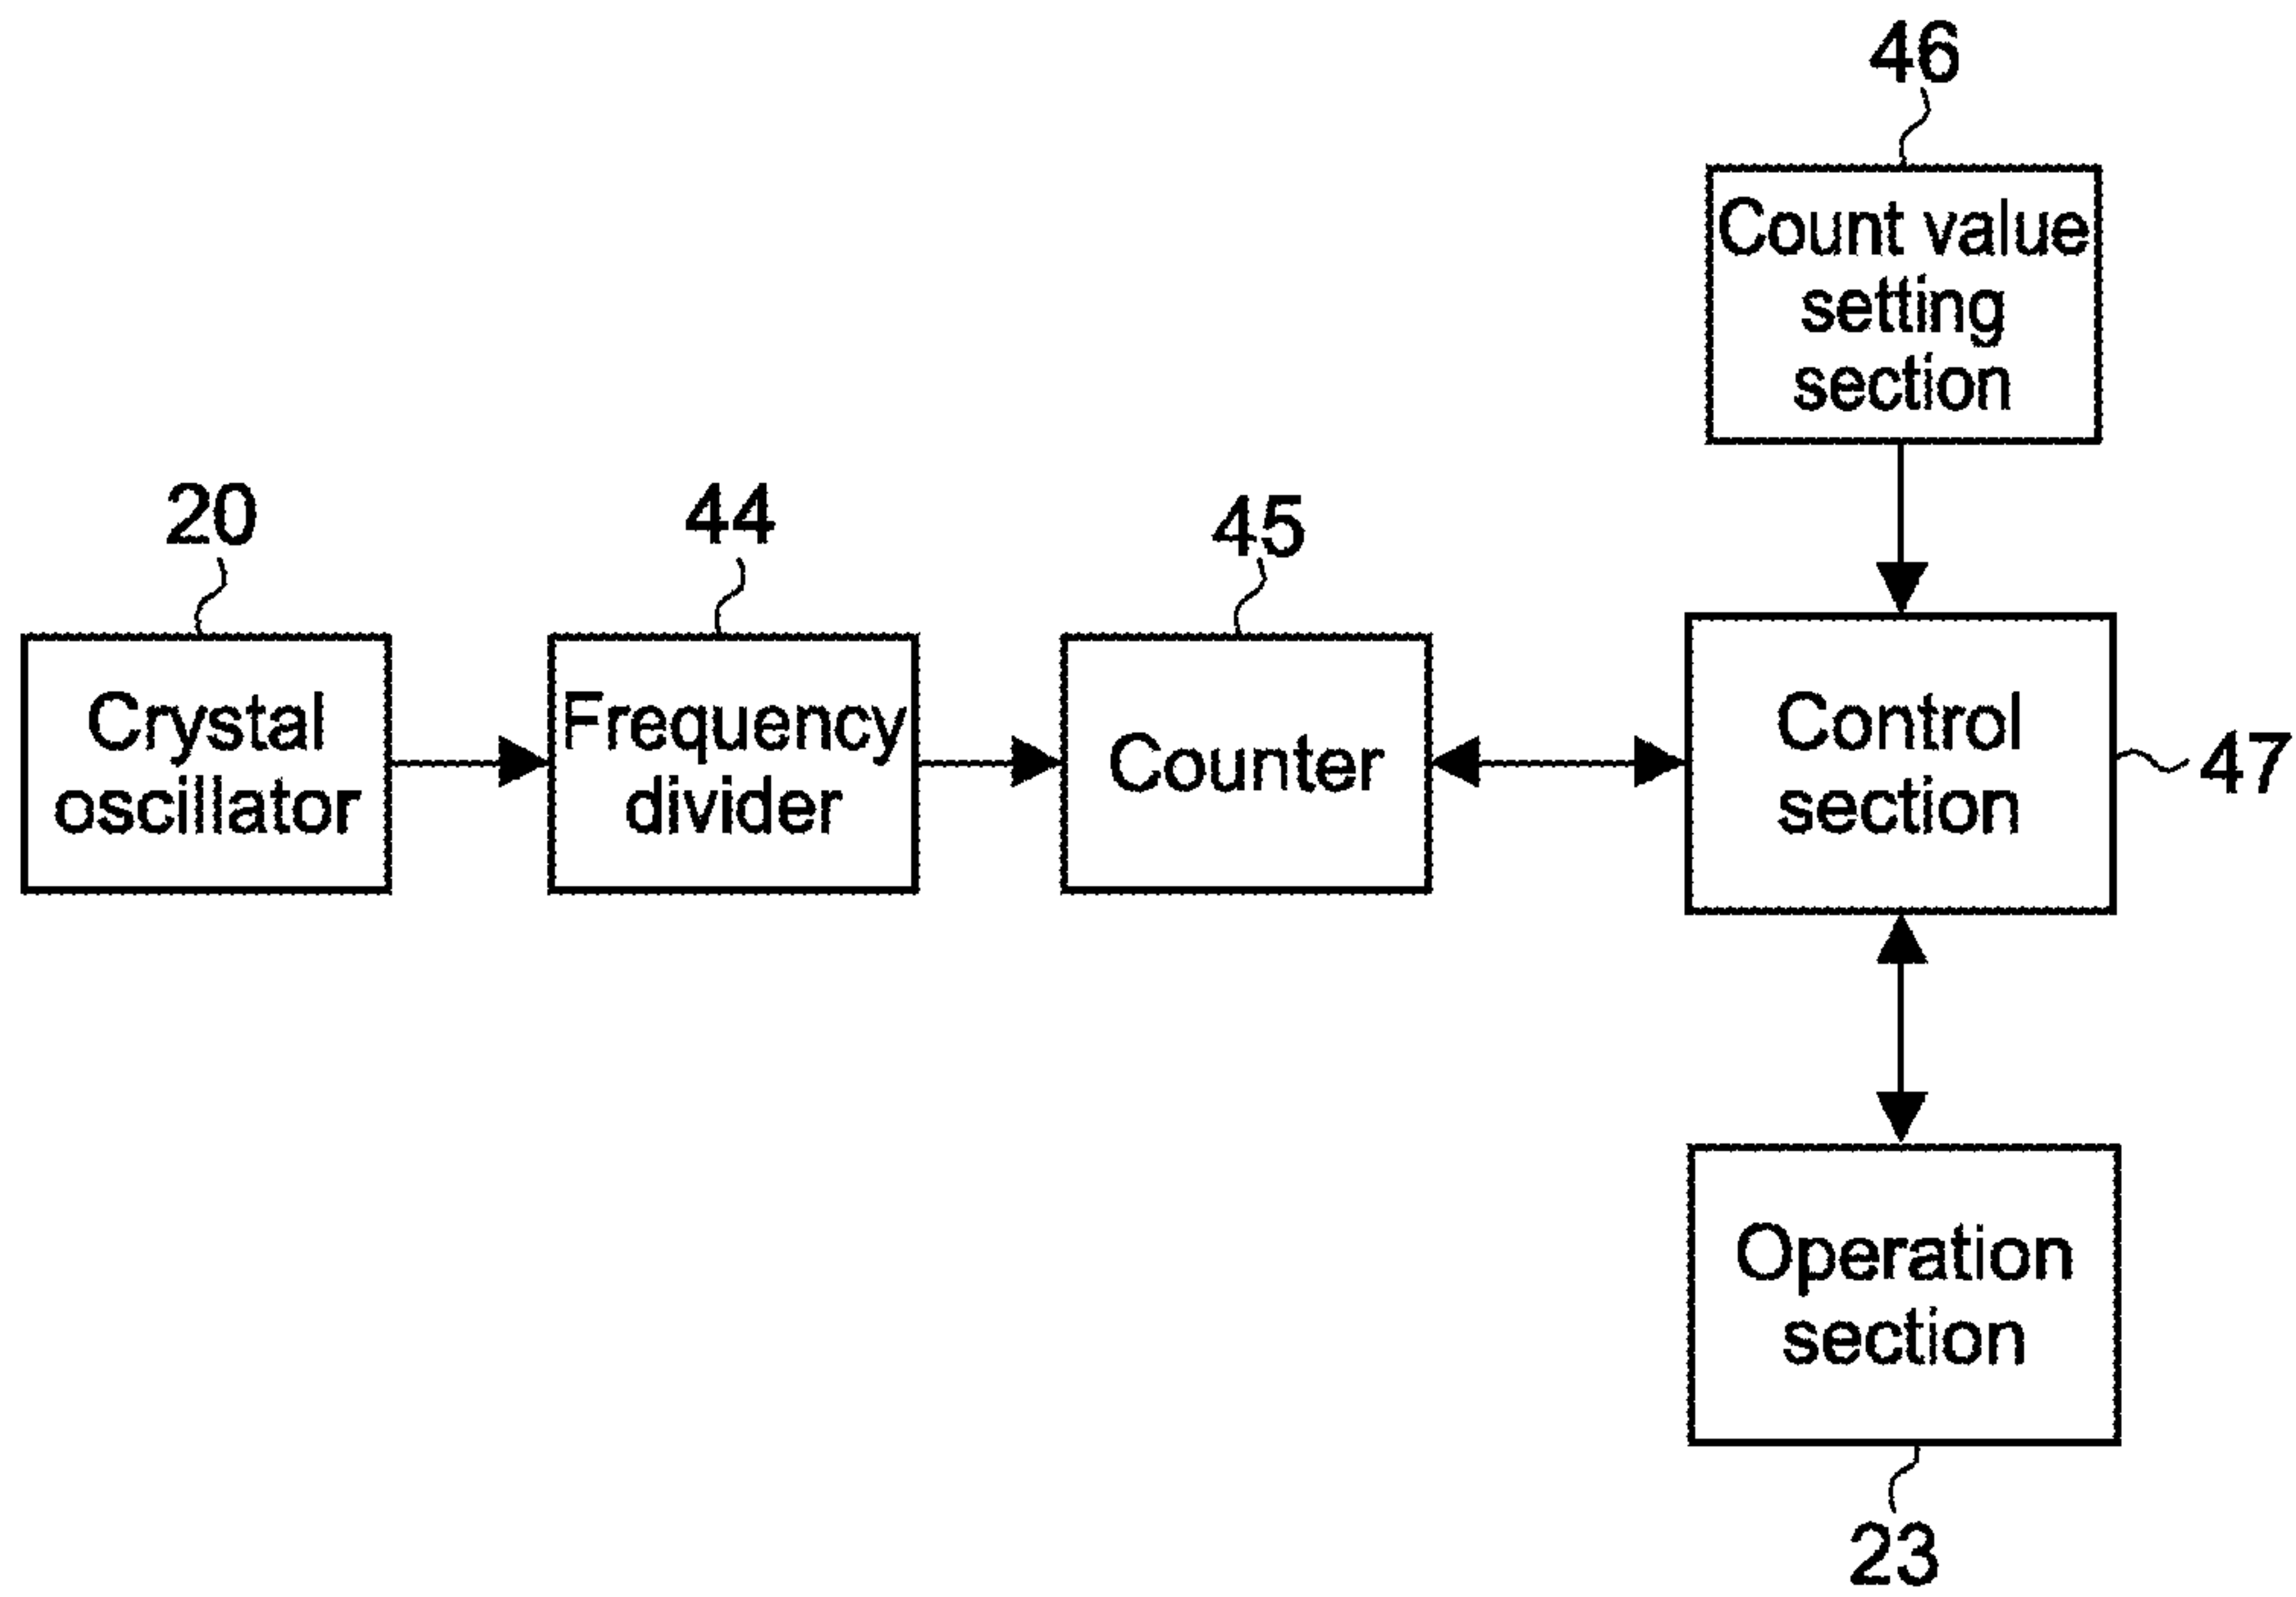 46
Count value
setting
section
20
44
45
Crystal
oscillator
Frequency
divider
Counter
Control
section
47
Operation
section
23